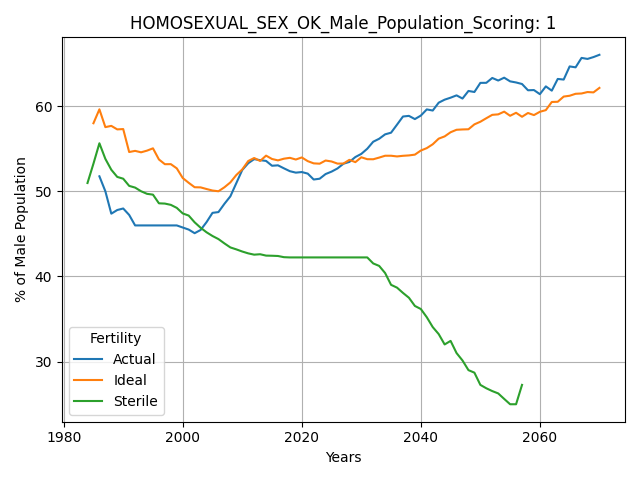 HOMOSEXUAL_SEX_OK_Male_Population_Scoring: 1
% of Male Population
60
50
40
30
Fertility
Actual
Ideal
Sterile
1980
2000
2020
2040
2060
Years